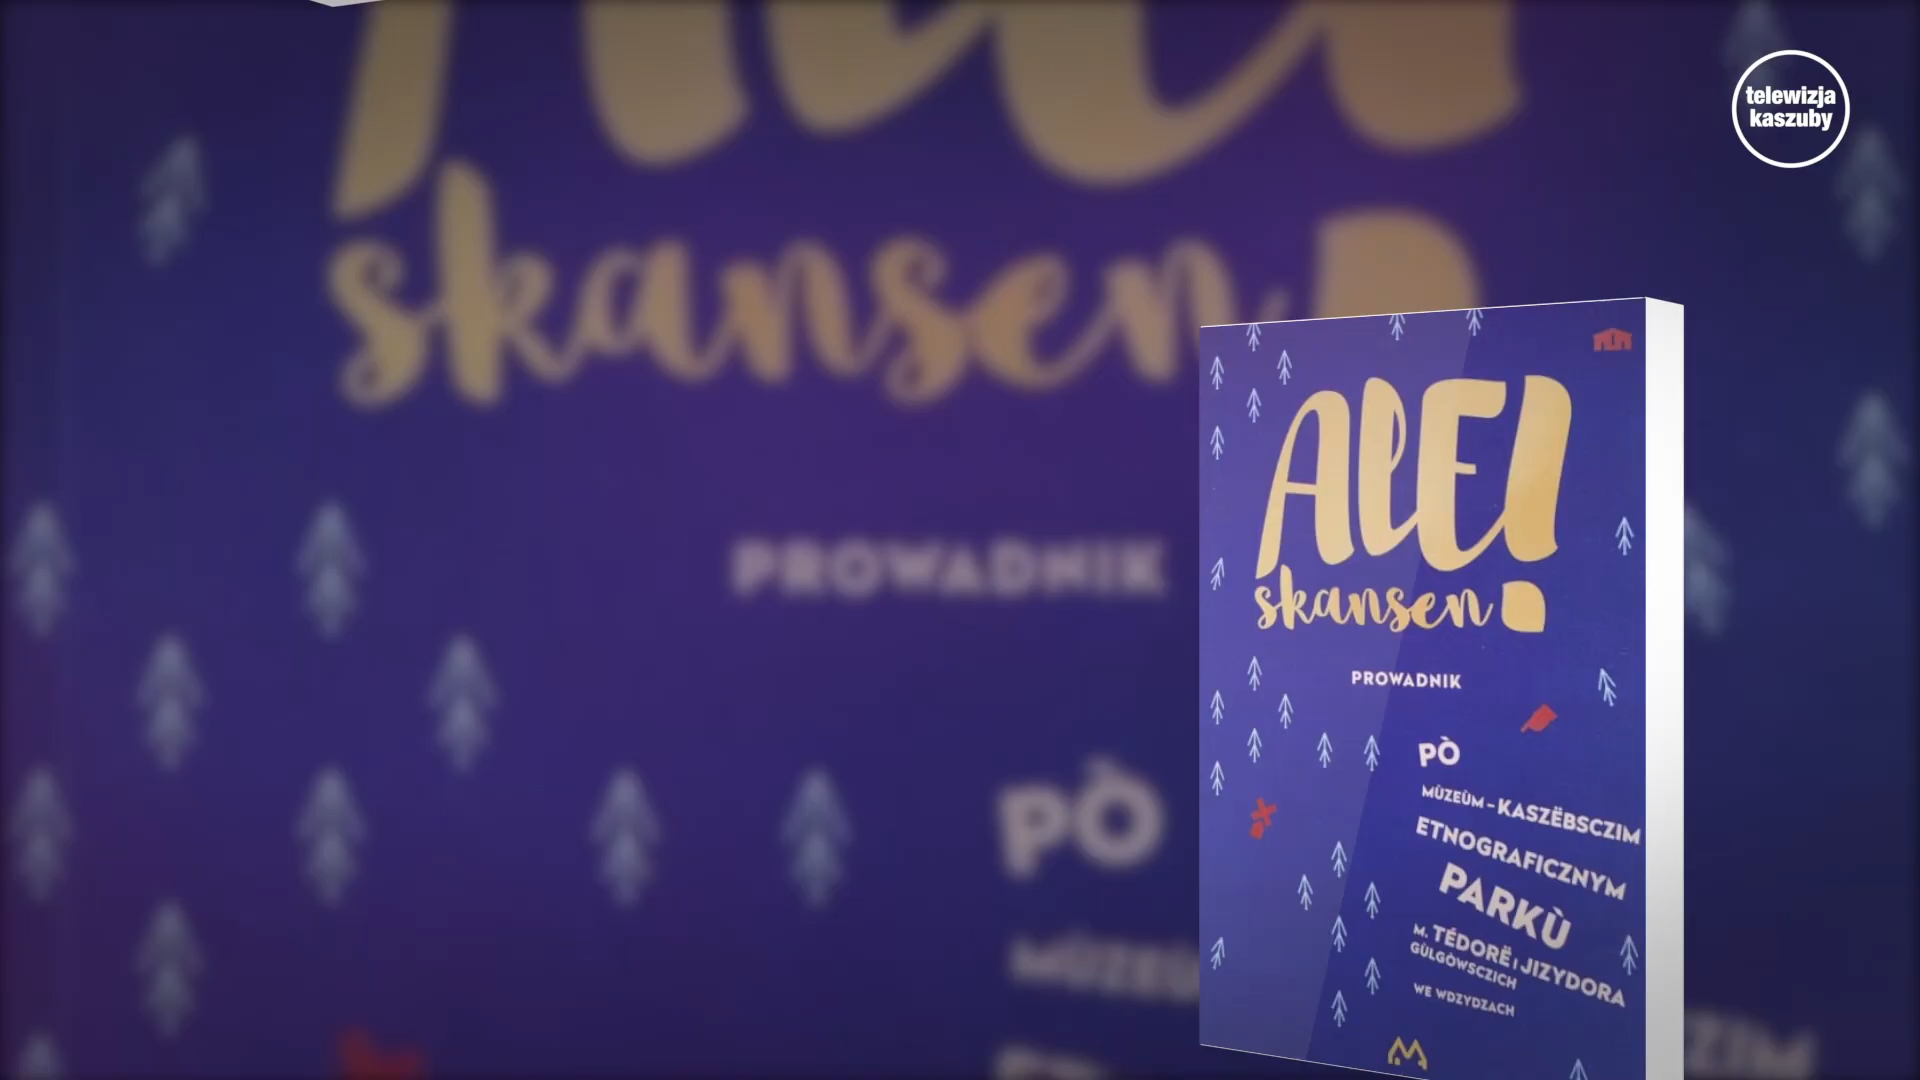 telewizja
kaszuby
skansen
PROWADNIK
PÒ
ALE!
skansen
PROWADNIK
PÒ
MÙZEÙM - KASZËBSCZIM
ETNOGRAFICZNYM
PARKÙ
M. TÉDORË I JIZYDORA
GÙLGÒWSCZICH
WE WDZYDZACH